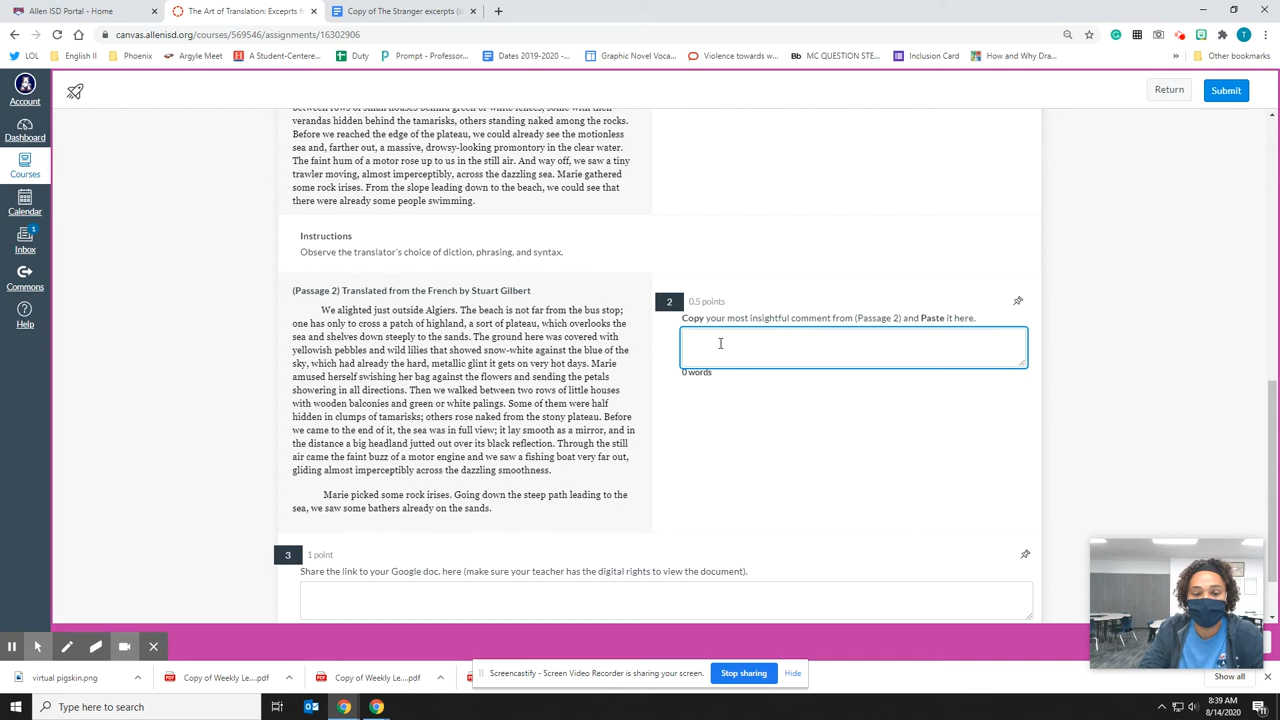 Allen ISD Portal - Home
The Art of Translation: Excerpts f
Copy of The Stranger excerpts (s
canvas.allenisd.org/courses/569546/assignments/16302906
LOL
English II
Phoenix
Argyle Meet
A Student-Centere...
Duty
Prompt - Professor...
Dates 2019-2020 -...
Graphic Novel Voca...
Violence towards w...
Bb MC QUESTION STE...
Inclusion Card
How and Why Dra...
»
Other bookmarks
Account
Dashboard
Courses
Calendar
1
Inbox
Commons
Help
Return
Submit
between rows of small houses behind green or white fences, some with their
verandas hidden behind the tamarisks, others standing naked among the rocks.
Before we reached the edge of the plateau, we could already see the motionless
sea and, farther out, a massive, drowsy-looking promontory in the clear water.
The faint hum of a motor rose up to us in the still air. And way off, we saw a tiny
trawler moving, almost imperceptibly, across the dazzling sea. Marie gathered
some rock irises. From the slope leading down to the beach, we could see that
there were already some people swimming.
Instructions
Observe the translator's choice of diction, phrasing, and syntax.
(Passage 2) Translated from the French by Stuart Gilbert
We alighted just outside Algiers. The beach is not far from the bus stop;
one has only to cross a patch of highland, a sort of plateau, which overlooks the
sea and shelves down steeply to the sands. The ground here was covered with
yellowish pebbles and wild lilies that showed snow-white against the blue of the
sky, which had already the hard, metallic glint it gets on very hot days. Marie
amused herself swishing her bag against the flowers and sending the petals
showering in all directions. Then we walked between two rows of little houses
with wooden balconies and green or white palings. Some of them were half
hidden in clumps of tamarisks; others rose naked from the stony plateau. Before
we came to the end of it, the sea was in full view; it lay smooth as a mirror, and in
the distance a big headland jutted out over its black reflection. Through the still
air came the faint buzz of a motor engine and we saw a fishing boat very far out,
gliding almost imperceptibly across the dazzling smoothness.
Marie picked some rock irises. Going down the steep path leading to the
sea, we saw some bathers already on the sands.
2
0.5 points
Copy your most insightful comment from (Passage 2) and Paste it here.
0 words
3
1 point
Share the link to your Google doc. here (make sure your teacher has the digital rights to view the document).
Screencastify - Screen Video Recorder is sharing your screen.
Stop sharing
Hide
virtual pigskin.png
Copy of Weekly Le....pdf
Copy of Weekly Le....pdf
Show all
Type here to search
8:39 AM
8/14/2020